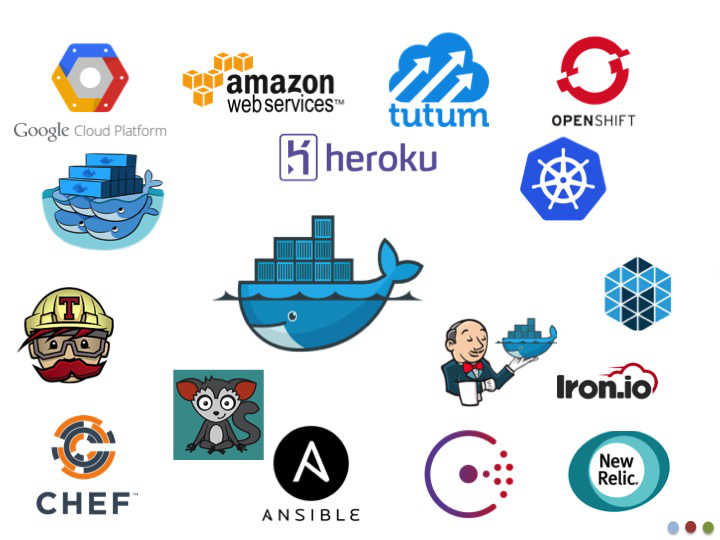 Google Cloud Platform
amazon
web services™
tutum
OPENSHIFT
heroku
T
Iron.io
CHEF™
ANSIBLE
New
Relic.